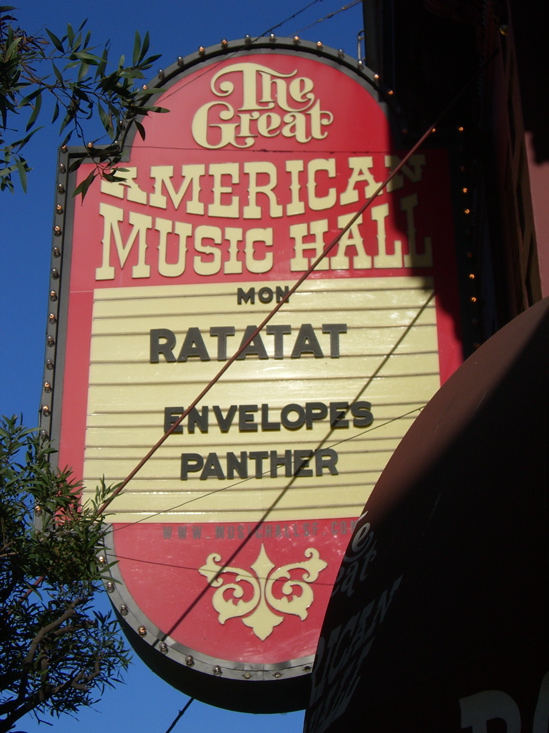 The
Great
AMERICAN
MUSIC HALL
MON
RATATAT
ENVELOPES
PANTHER